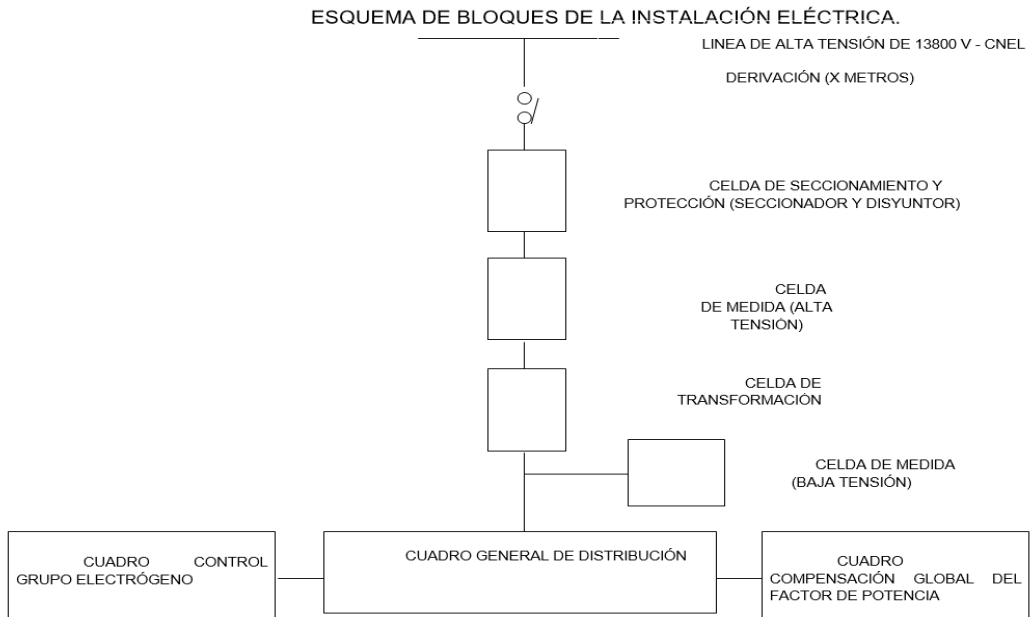 ESQUEMA DE BLOQUES DE LA INSTALACIÓN ELÉCTRICA.
LINEA DE ALTA TENSIÓN DE 13800 V - CNEL
DERIVACIÓN (X METROS)
CELDA DE SECCIONAMIENTO Y
PROTECCIÓN (SECCIONADOR Y DISYUNTOR)
CELDA
DE MEDIDA (ALTA
TENSIÓN)
CELDA DE
TRANSFORMACIÓN
CELDA DE MEDIDA
(BAJA TENSIÓN)
CUADRO CONTROL
GRUPO ELECTRÓGENO
CUADRO GENERAL DE DISTRIBUCIÓN
CUADRO
COMPENSACIÓN GLOBAL DEL
FACTOR DE POTENCIA